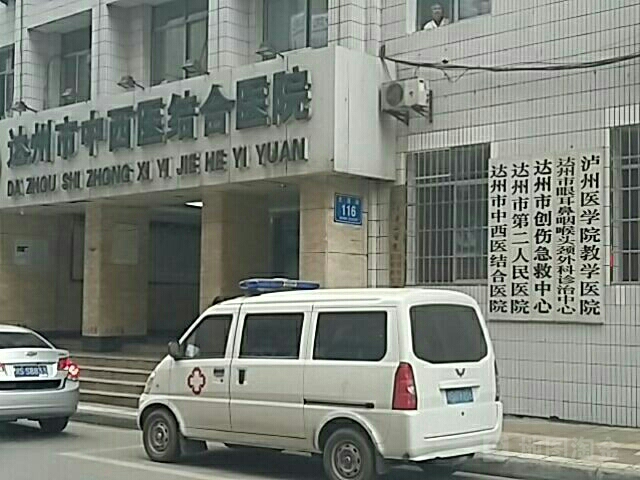 达州市中西医结合医院
DA ZHOU SHI ZHONG XI YI JIE HE YI YUAN
116
泸州医学院教学医院
达州市眼耳鼻咽喉头颈外科诊治中心
达州市创伤急救中心
达州市第二人民医院
达州市中西医结合医院